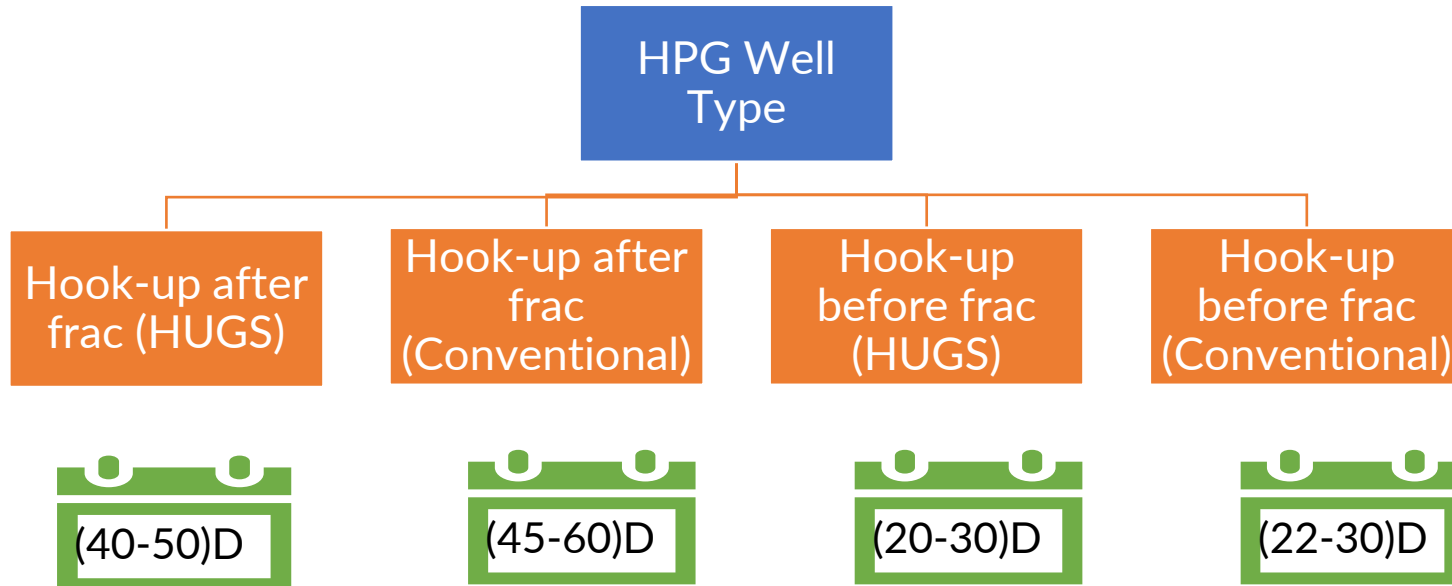 HPG Well
Type
Hook-up after
frac (HUGS)
Hook-up after
frac
(Conventional)
Hook-up
before frac
(HUGS)
Hook-up
before frac
(Conventional)
(40-50)D
(45-60)D
(20-30)D
(22-30)D